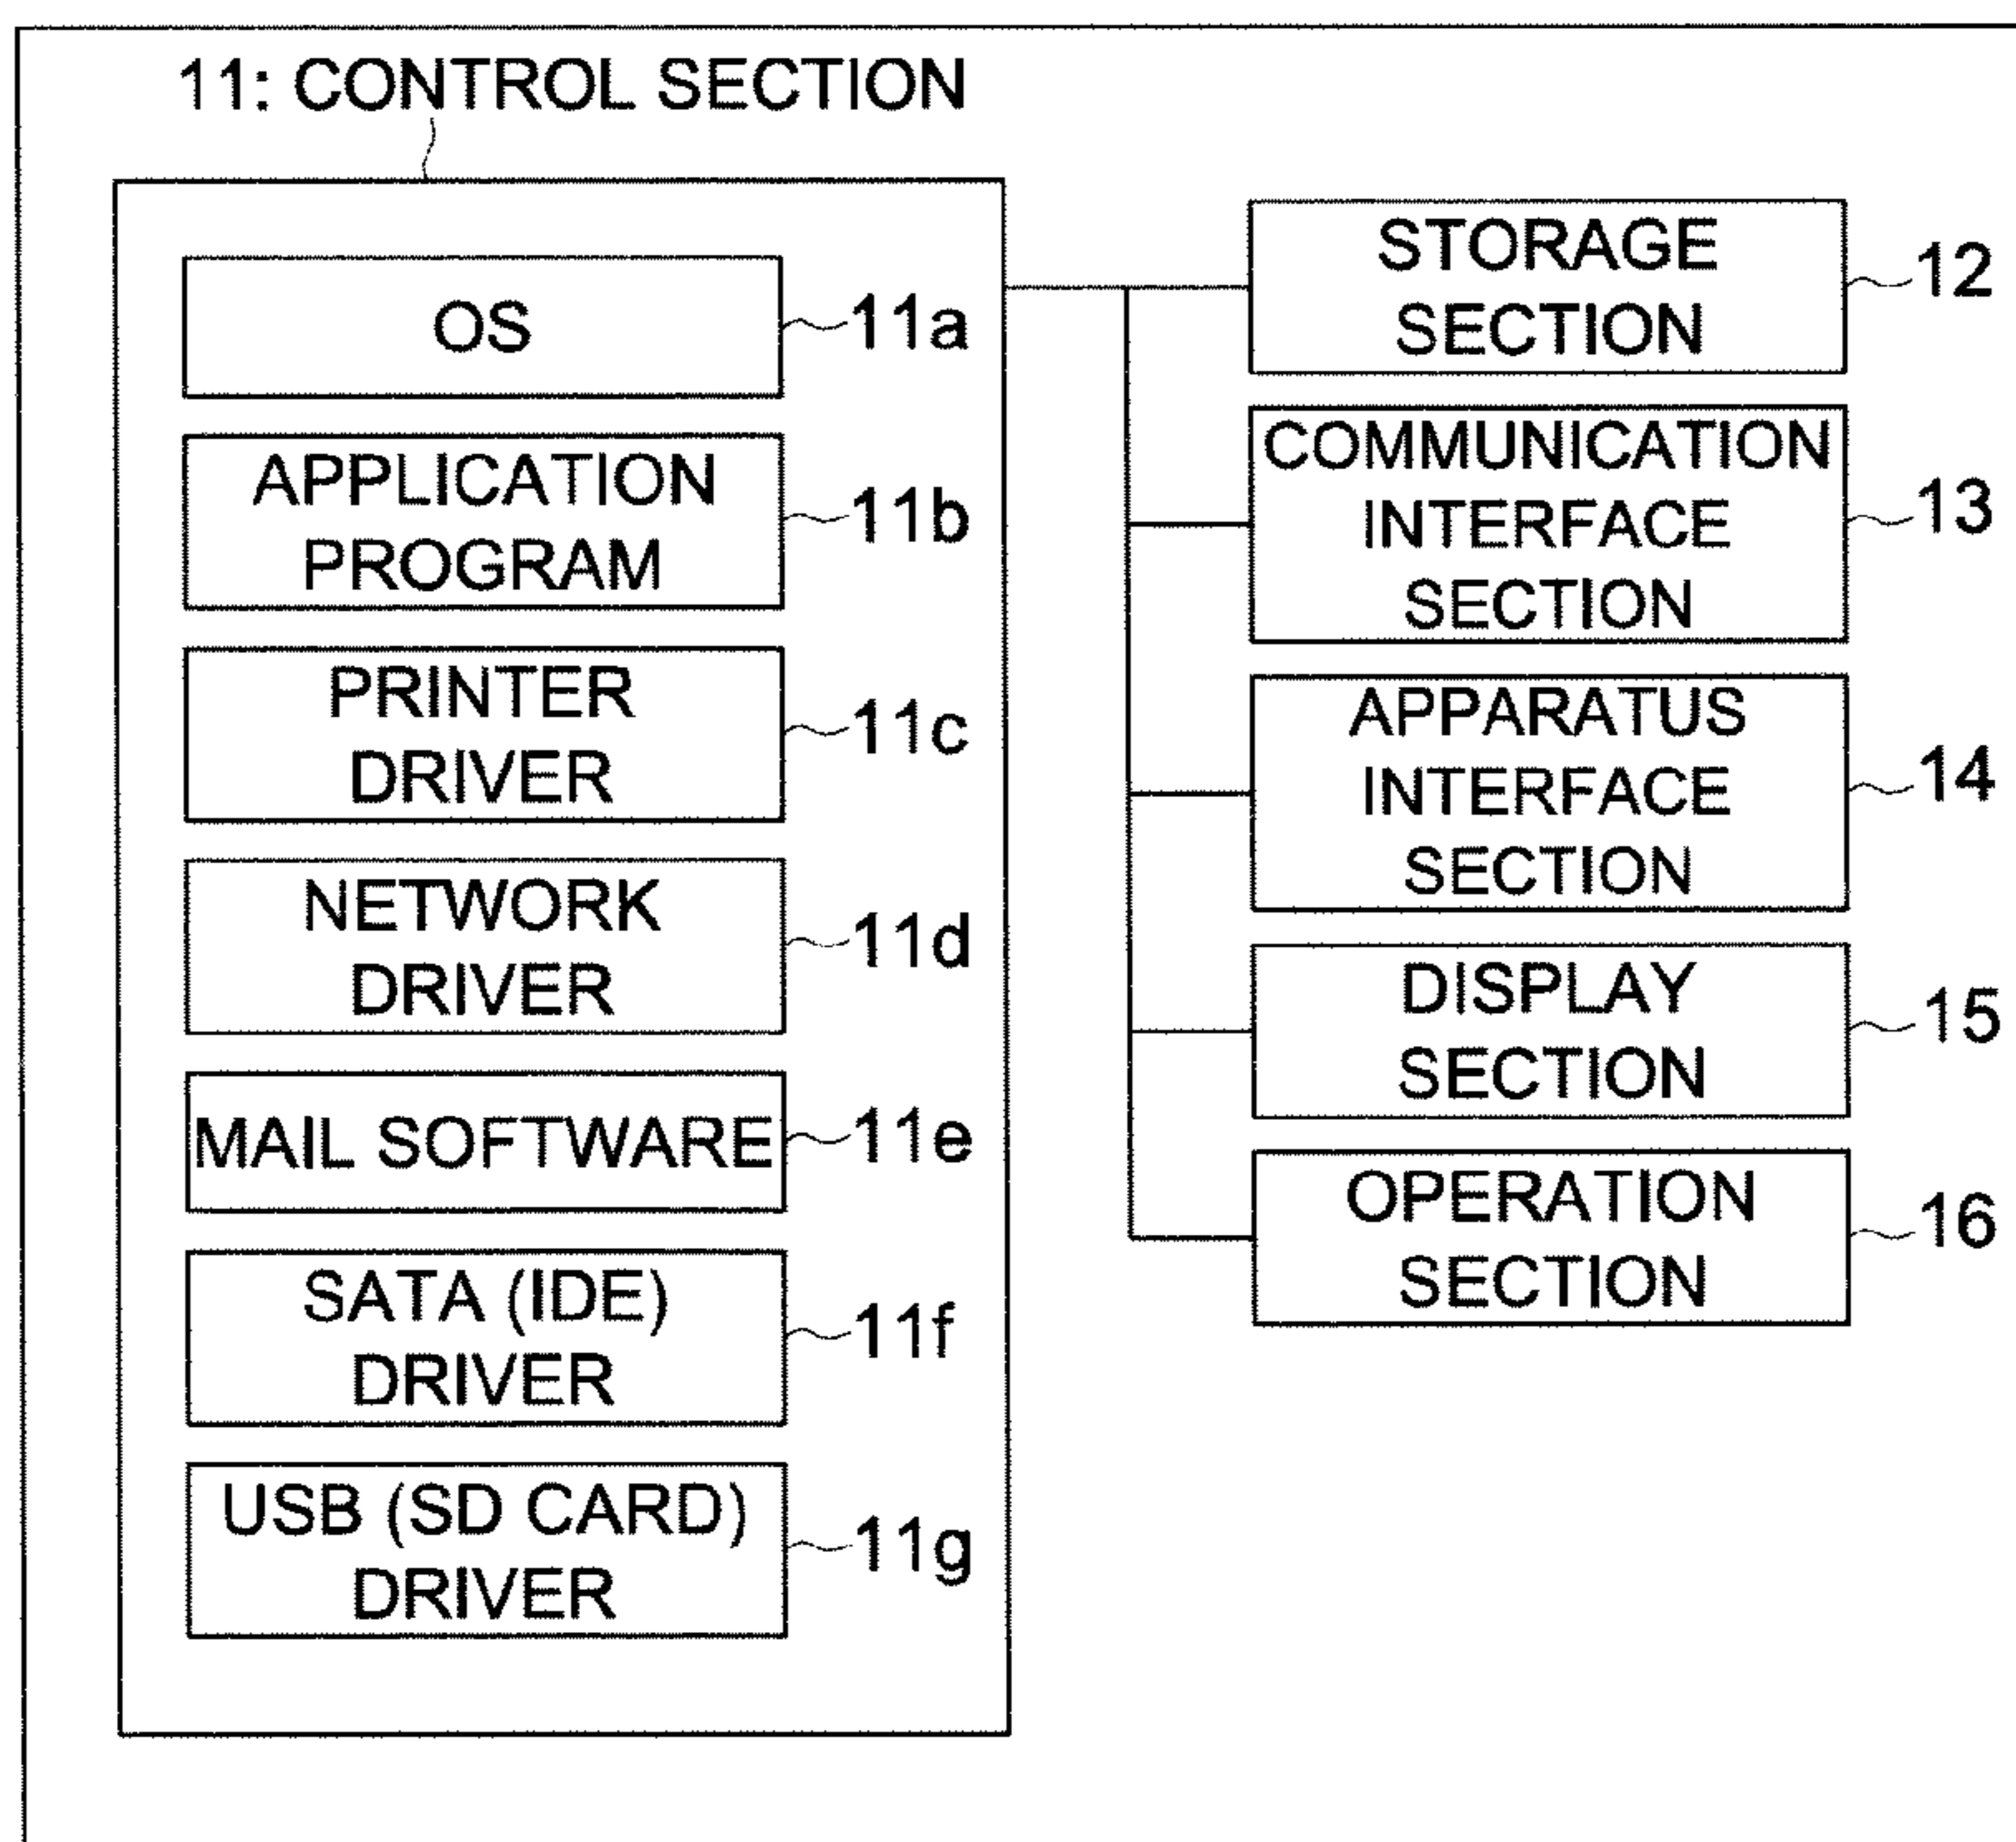 11: CONTROL SECTION
OS
11a
APPLICATION
PROGRAM
11b
PRINTER
DRIVER
11c
NETWORK
DRIVER
11d
MAIL SOFTWARE
11e
SATA (IDE)
DRIVER
11f
USB (SD CARD)
DRIVER
11g
STORAGE
SECTION
12
COMMUNICATION
INTERFACE
SECTION
13
APPARATUS
INTERFACE
SECTION
14
DISPLAY
SECTION
15
OPERATION
SECTION
16